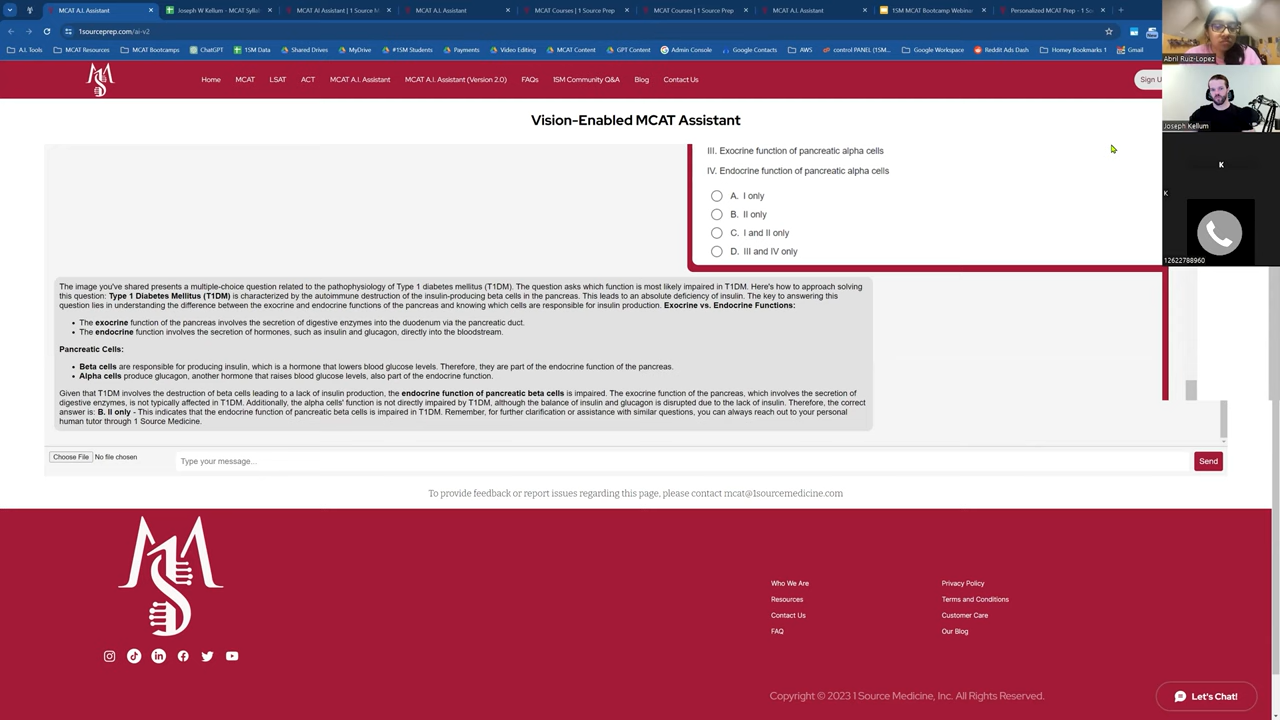 MCAT A.I. Assistant
Joseph W Kellum - MCAT Syll
MCAT AI Assistant | 1 Source M
MCAT A.I. Assistant
MCAT Courses | 1 Source Prep
MCAT Courses | 1 Source Prep
MCAT A.I. Assistant
1SM MCAT Bootcamp Webinar
Personalized MCAT Prep - 1 So
1sourceprep.com/ai-v2
A.I. Tools
MCAT Resources
MCAT Bootcamps
ChatGPT
1SM Data
Shared Drives
MyDrive
#1SM Students
Payments
Video Editing
MCAT Content
GPT Content
Admin Console
Google Contacts
AWS
control PANEL (1SM...
Google Workspace
Reddit Ads Dash
Homey Bookmarks 1
Gmail
Abril Ruiz-Lopez
Home
MCAT
LSAT
ACT
MCAT A.I. Assistant
MCAT A.I. Assistant (Version 2.0)
FAQs
1SM Community Q&A
Blog
Contact Us
Sign U
Joseph Kellum
K
K
12622788960
Vision-Enabled MCAT Assistant
III. Exocrine function of pancreatic alpha cells
IV. Endocrine function of pancreatic alpha cells
A. I only
B. II only
C. I and II only
D. III and IV only
The image you've shared presents a multiple-choice question related to the pathophysiology of Type 1 diabetes mellitus (T1DM). The question asks which function is most likely impaired in T1DM. Here's how to approach solving
this question: Type 1 Diabetes Mellitus (T1DM) is characterized by the autoimmune destruction of the insulin-producing beta cells in the pancreas. This leads to an absolute deficiency of insulin. The key to answering this
question lies in understanding the difference between the exocrine and endocrine functions of the pancreas and knowing which cells are responsible for insulin production. Exocrine vs. Endocrine Functions:
• The exocrine function of the pancreas involves the secretion of digestive enzymes into the duodenum via the pancreatic duct.
• The endocrine function involves the secretion of hormones, such as insulin and glucagon, directly into the bloodstream.
Pancreatic Cells:
• Beta cells are responsible for producing insulin, which is a hormone that lowers blood glucose levels. Therefore, they are part of the endocrine function of the pancreas.
• Alpha cells produce glucagon, another hormone that raises blood glucose levels, also part of the endocrine function.
Given that T1DM involves the destruction of beta cells leading to a lack of insulin production, the endocrine function of pancreatic beta cells is impaired. The exocrine function of the pancreas, which involves the secretion of
digestive enzymes, is not typically affected in T1DM. Additionally, the alpha cells' function is not directly impaired by T1DM, although the balance of insulin and glucagon is disrupted due to the lack of insulin. Therefore, the correct
answer is: B. II only - This indicates that the endocrine function of pancreatic beta cells is impaired in T1DM. Remember, for further clarification or assistance with similar questions, you can always reach out to your personal
human tutor through 1 Source Medicine.
Choose File No file chosen
Type your message...
Send
To provide feedback or report issues regarding this page, please contact mcat@1sourcemedicine.com
Who We Are
Resources
Contact Us
FAQ
Privacy Policy
Terms and Conditions
Customer Care
Our Blog
Copyright © 2023 1 Source Medicine, Inc. All Rights Reserved.
Let's Chat!